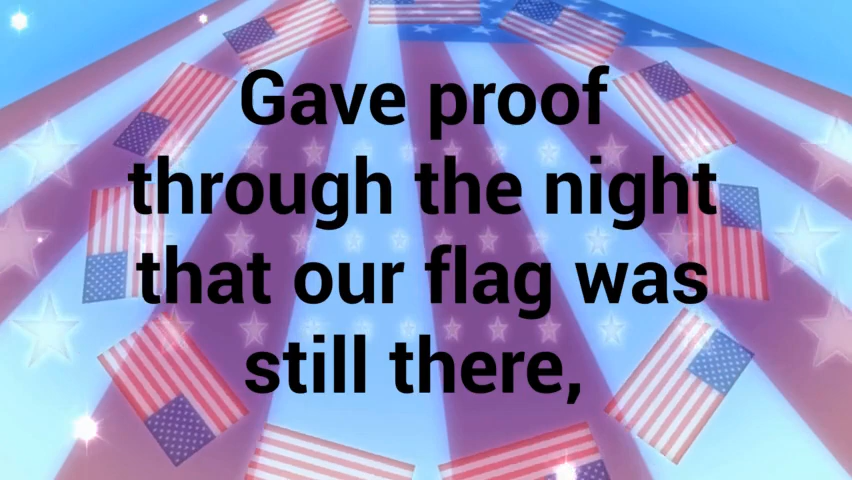 Gave proof
through the night
that our flag was
still there,